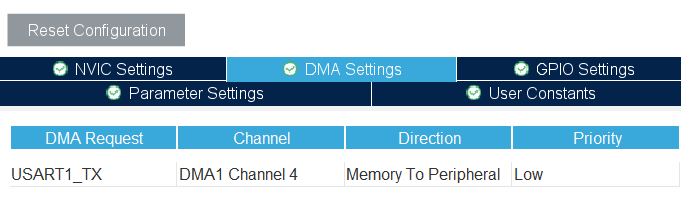 Reset Configuration
NVIC Settings DMA Settings GPIO Settings
Parameter Settings User Constants
DMA Request Channel Direction Priority
USART1_TX DMA1 Channel 4 Memory To Peripheral Low